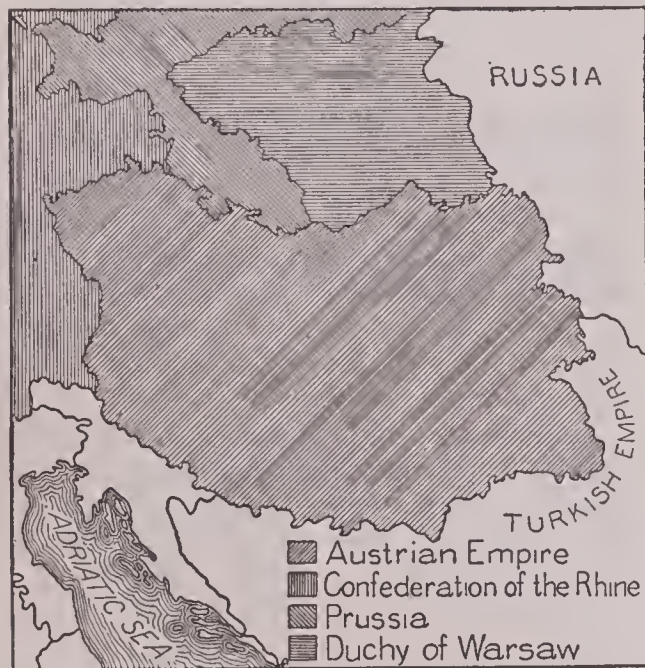 RUSSIA
TURKISH EMPIRE
ADRIATIC SEA
Austrian Empire
Confederation of the Rhine
Prussia
Duchy of Warsaw